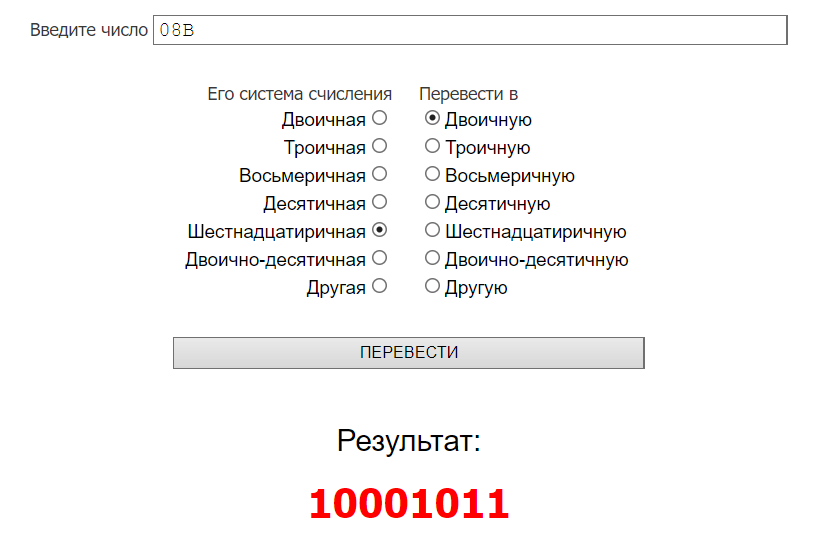 Введите число 08B
Его система счисления Перевести в
Двоичная Двоичную
Троичная Троичную
Восьмеричная Восьмеричную
Десятичная Десятичную
Шестнадцатиричная Шестнадцатиричную
Двоично-десятичная Двоично-десятичную
Другая Другую
ПЕРЕВЕСТИ
Результат:
10001011